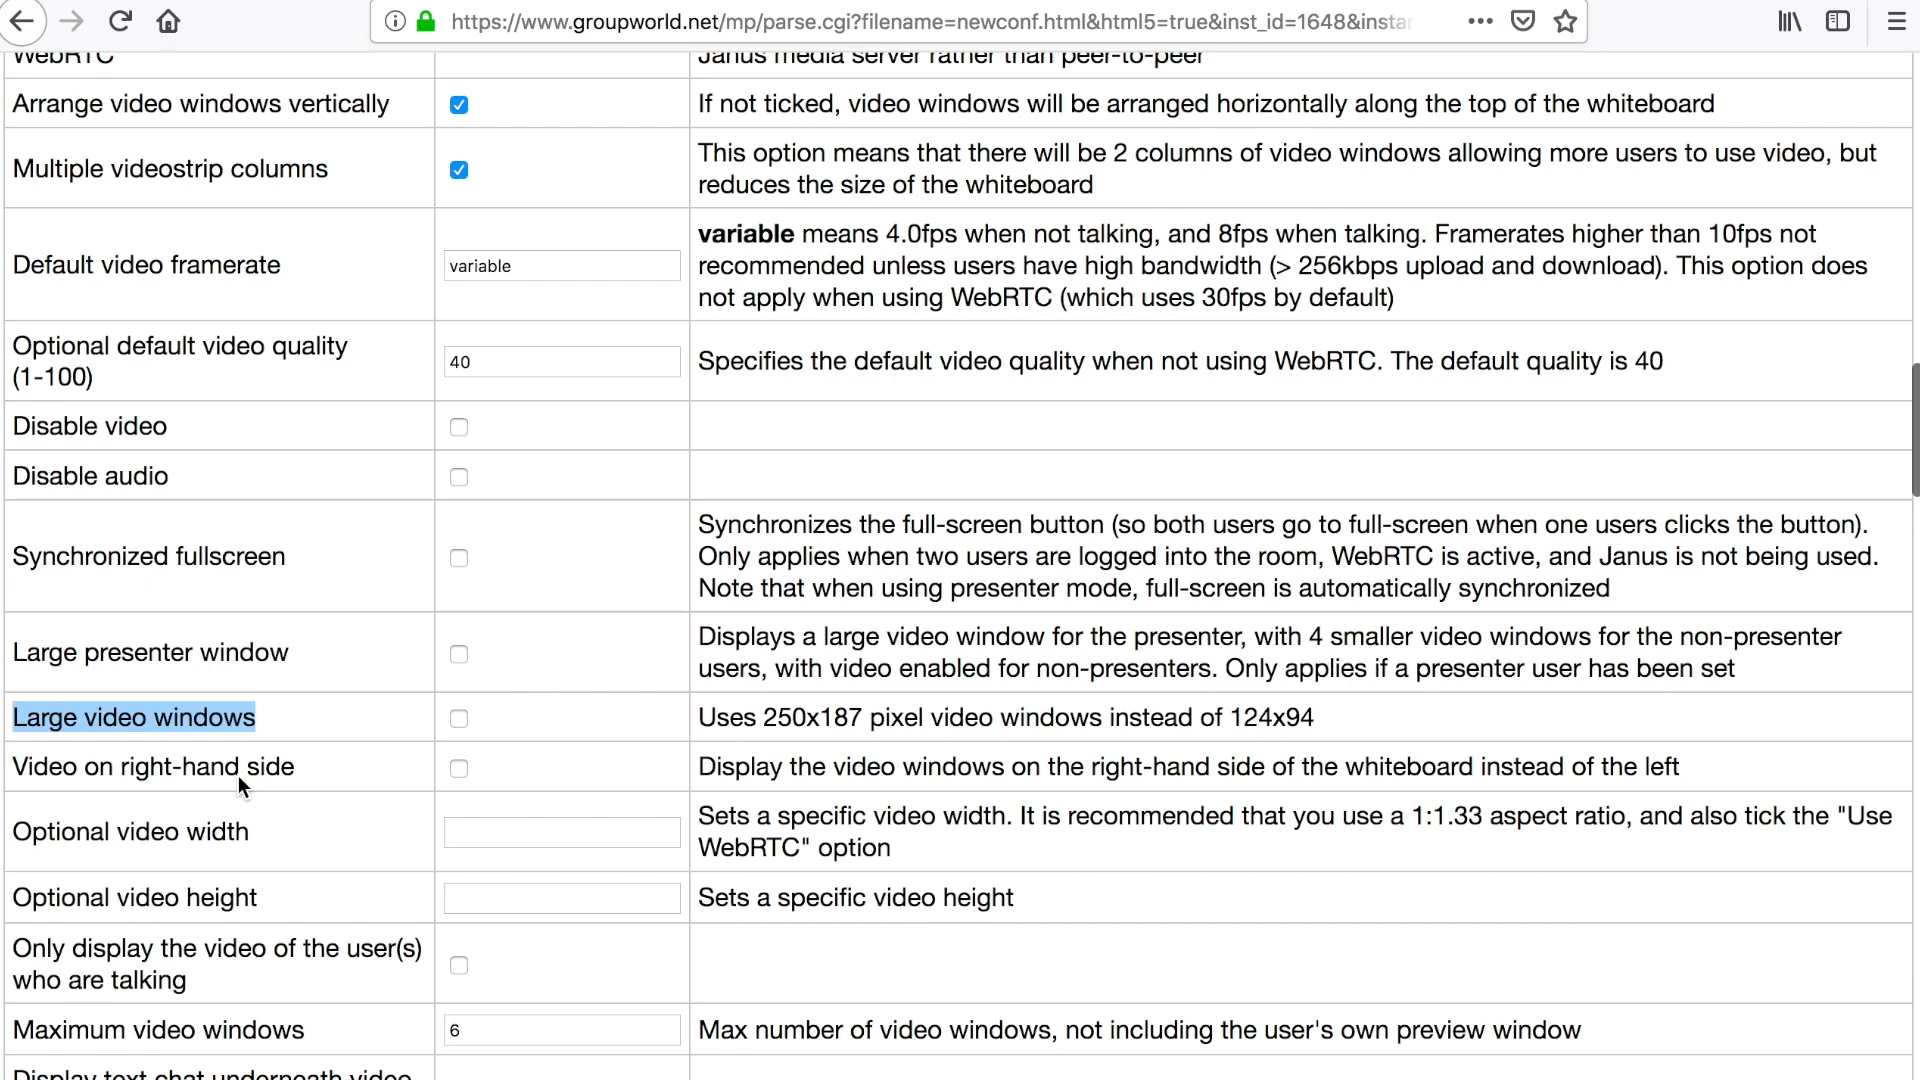 https://www.groupworld.net/mp/parse.cgi?filename=newconf.html&html5=true&inst_id=1648&instar
WebRTC
Janus media server rather than peer-to-peer
Arrange video windows vertically
If not ticked, video windows will be arranged horizontally along the top of the whiteboard
Multiple videostrip columns
This option means that there will be 2 columns of video windows allowing more users to use video, but
reduces the size of the whiteboard
Default video framerate
variable
variable means 4.0fps when not talking, and 8fps when talking. Framerates higher than 10fps not
recommended unless users have high bandwidth (> 256kbps upload and download). This option does
not apply when using WebRTC (which uses 30fps by default)
Optional default video quality
(1-100)
40
Specifies the default video quality when not using WebRTC. The default quality is 40
Disable video
Disable audio
Synchronized fullscreen
Synchronizes the full-screen button (so both users go to full-screen when one users clicks the button).
Only applies when two users are logged into the room, WebRTC is active, and Janus is not being used.
Note that when using presenter mode, full-screen is automatically synchronized
Large presenter window
Displays a large video window for the presenter, with 4 smaller video windows for the non-presenter
users, with video enabled for non-presenters. Only applies if a presenter user has been set
Large video windows
Uses 250x187 pixel video windows instead of 124x94
Video on right-hand side
Display the video windows on the right-hand side of the whiteboard instead of the left
Optional video width
Sets a specific video width. It is recommended that you use a 1:1.33 aspect ratio, and also tick the "Use
WebRTC" option
Optional video height
Sets a specific video height
Only display the video of the user(s)
who are talking
Maximum video windows
6
Max number of video windows, not including the user's own preview window
Display text chat underneath video